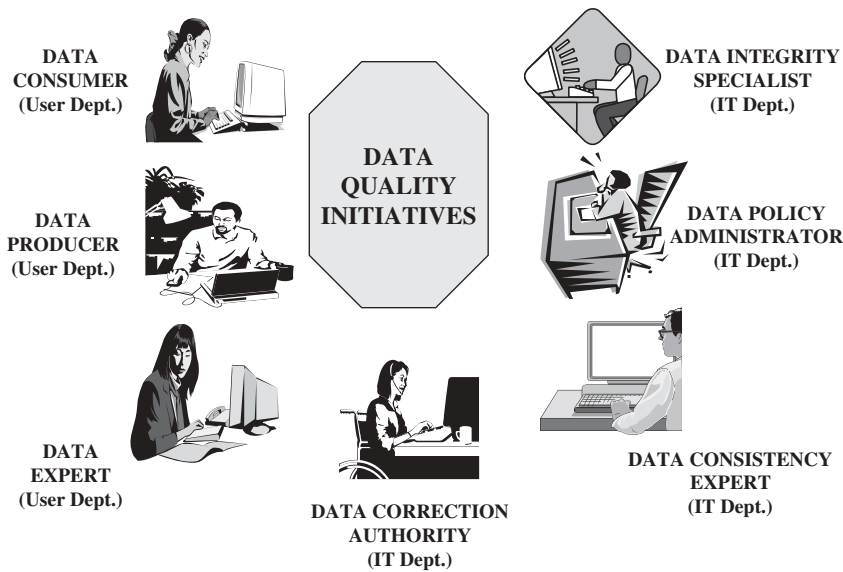 DATA
CONSUMER
(User Dept.)
DATA INTEGRITY
SPECIALIST
(IT Dept.)
DATA
QUALITY
INITIATIVES
DATA
PRODUCER
(User Dept.)
DATA POLICY
ADMINISTRATOR
(IT Dept.)
DATA
EXPERT
(User Dept.)
DATA CORRECTION
AUTHORITY
(IT Dept.)
DATA CONSISTENCY
EXPERT
(IT Dept.)